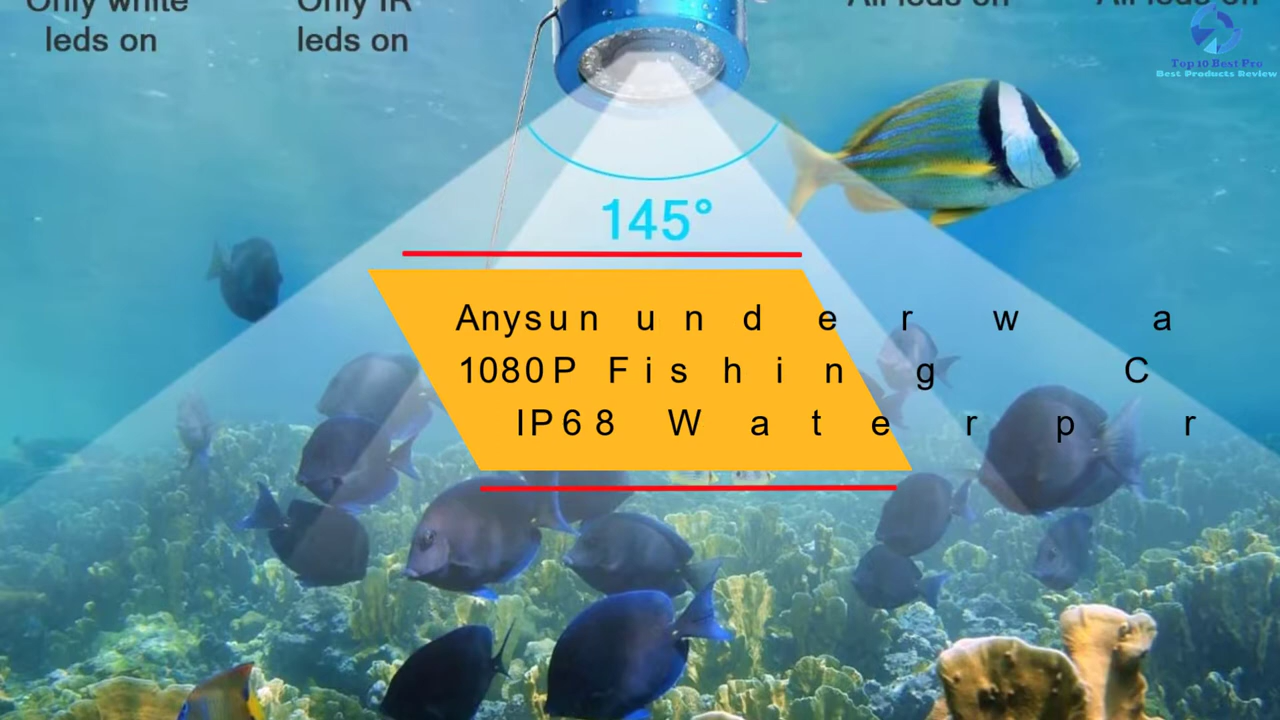 Only white
leds on
Only IR
leds on
All leds on
All leds on
Top 10 Best Pro
Best Products Review
145°
Anysun underwa
1080P Fishing C
IP68 Waterpr